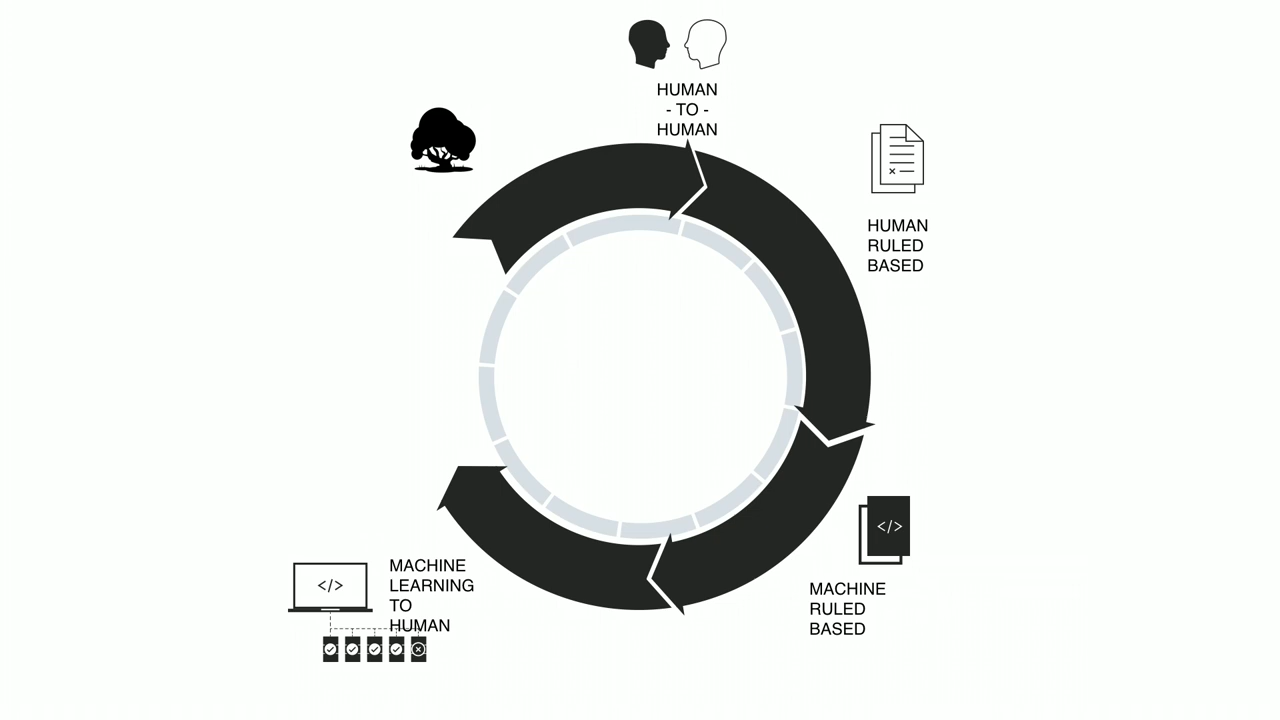 HUMAN
- TO -
HUMAN
HUMAN
RULED
BASED
</>
MACHINE
RULED
BASED
</>
MACHINE
LEARNING
TO
HUMAN